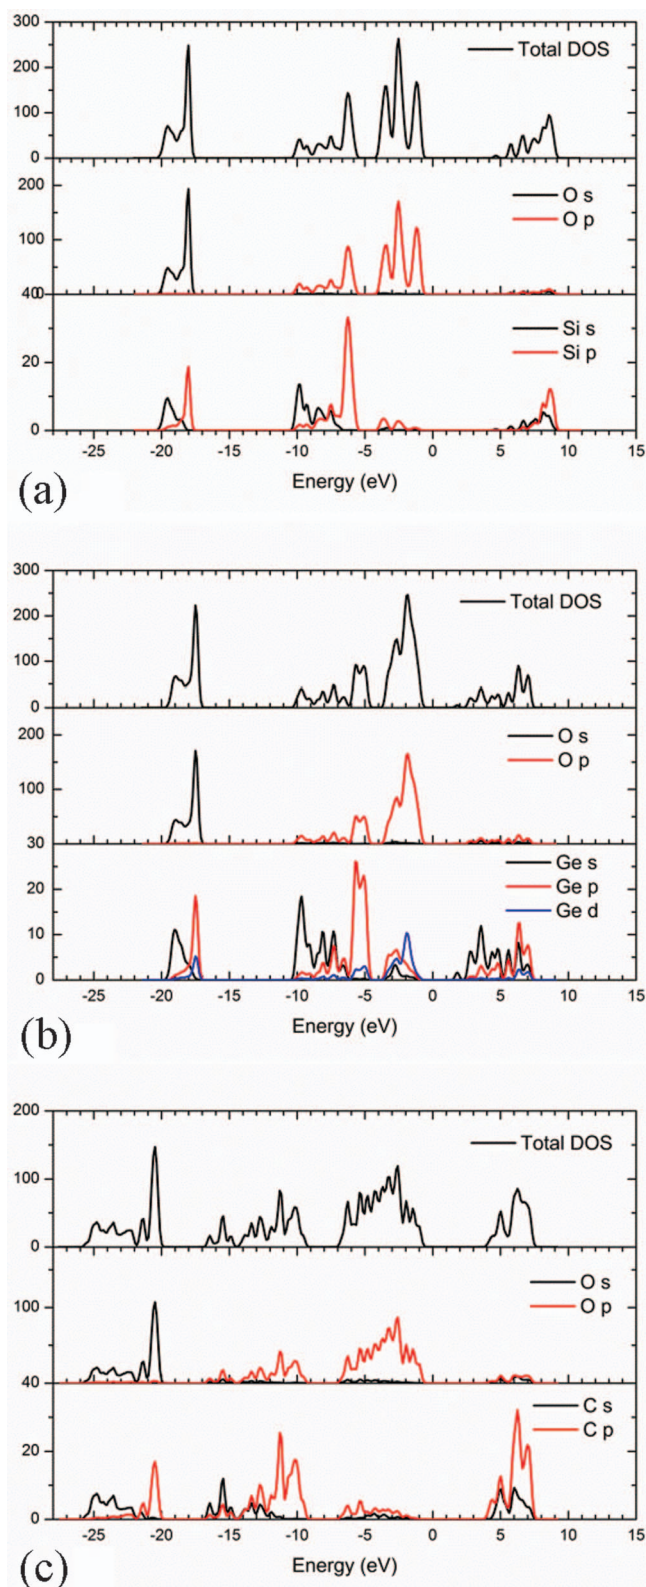 300
200
100
0
Total DOS
200
100
40
0
O s
O p
20
0
Si s
Si p
-25 -20 -15 -10 -5 0 5 10 15
Energy (eV)
(a)
300
200
100
0
Total DOS
200
100
30
O s
O p
20
10
0
Ge s
Ge p
Ge d
-25 -20 -15 -10 -5 0 5 10 15
Energy (eV)
(b)
200
100
0
Total DOS
100
40
O s
O p
20
0
C s
C p
-25 -20 -15 -10 -5 0 5 10 15
Energy (eV)
(c)